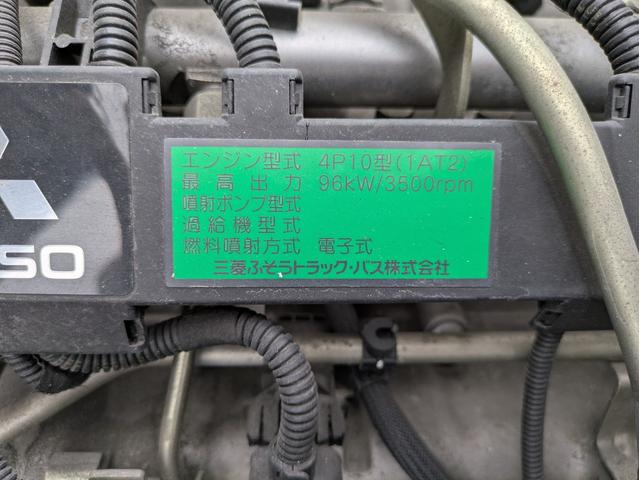 エンジン型式 4P10型(1AT2)
最高出力 96kW/3500rpm
噴射ポンプ型式
過給機型式
燃料噴射方式 電子式
三菱ふそうトラック・バス株式会社
SO